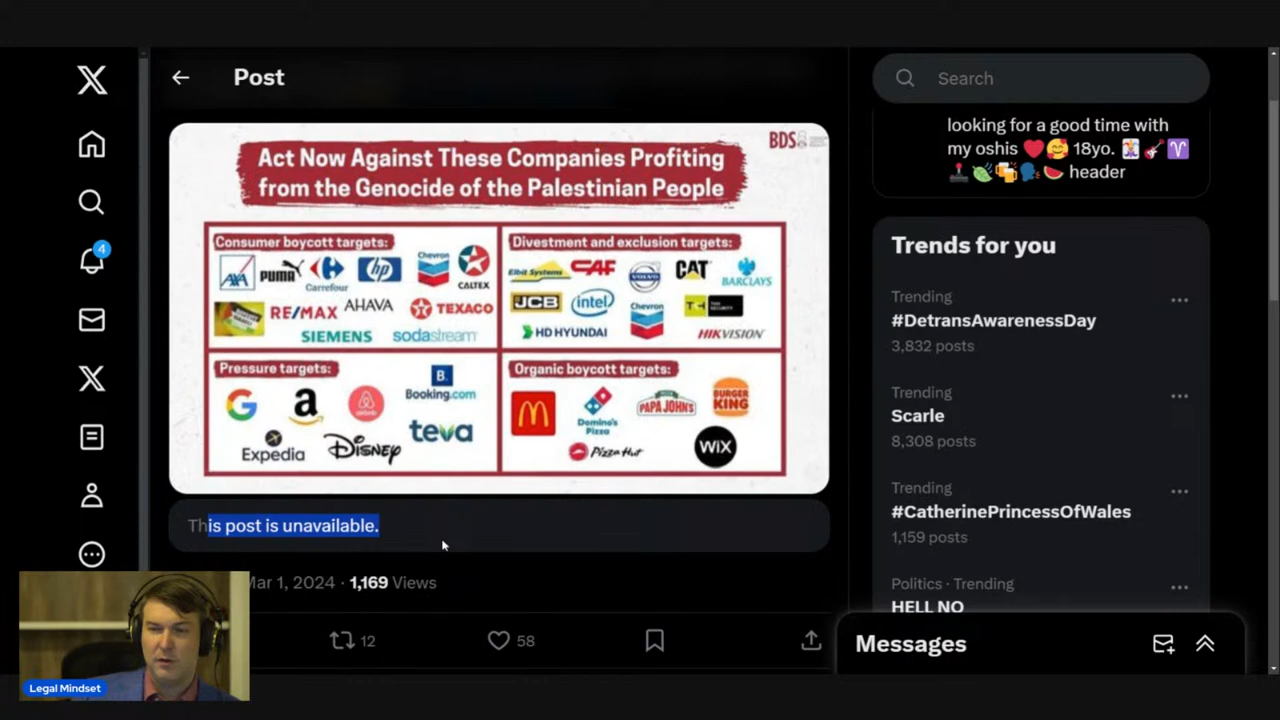 Post
BDS
Act Now Against These Companies Profiting
from the Genocide of the Palestinian People
Consumer boycott targets:
AXA
PUMA
Carrefour
hp
Chevron
CALTEX
RE/MAX
AHAVA
TEXACO
SIEMENS
sodastream
Divestment and exclusion targets:
Elbit Systems
CAF
VOLVO
CAT
BARCLAYS
JCB
intel
Chevron
HD HYUNDAI
HIKVISION
Pressure targets:
G
a
airbnb
B.
Booking.com
Expedia
Disney
teva
Organic boycott targets:
M
Domino's
Pizza
PAPA JOHN'S
BURGER
KING
Pizza Hut
WIX
This post is unavailable.
Mar 1, 2024 · 1,169 Views
12
58
4
Legal Mindset
Search
looking for a good time with
my oshis ❤️🥰 18yo. 🃏🎸♈
🕹️🍃🍻🗣️🍉 header
Trends for you
Trending
#DetransAwarenessDay
3,832 posts
Trending
Scarle
8,308 posts
Trending
#CatherinePrincessOfWales
1,159 posts
Politics · Trending
HELL NO
Messages